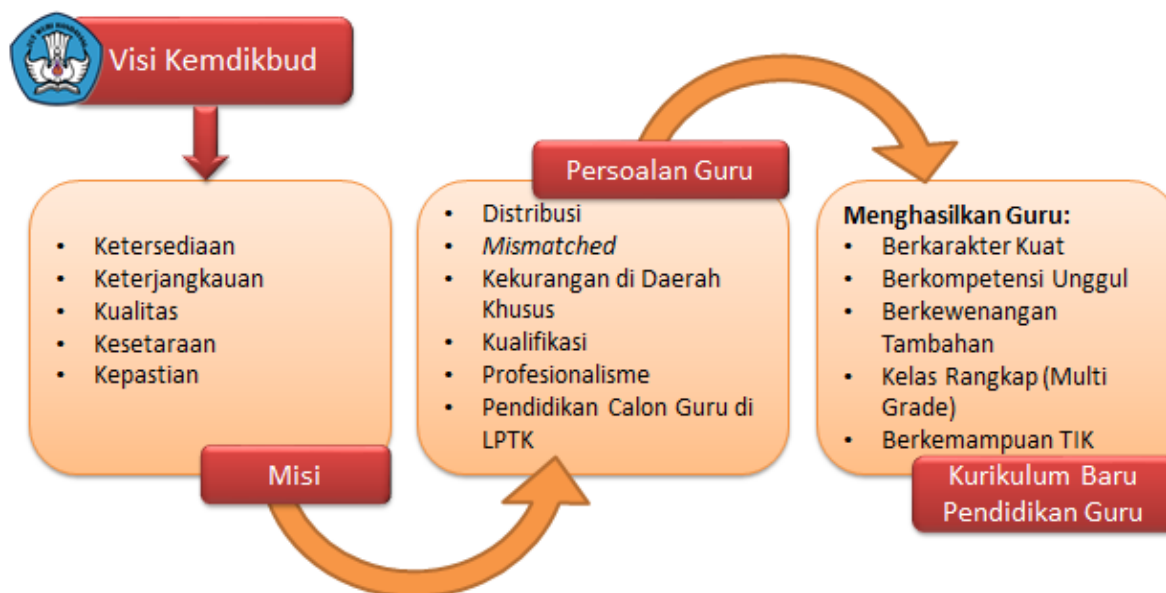 Visi Kemdikbud
• Ketersediaan
• Keterjangkauan
• Kualitas
• Kesetaraan
• Kepastian
Misi
Persoalan Guru
• Distribusi
• Mismatched
• Kekurangan di Daerah
Khusus
• Kualifikasi
• Profesionalisme
• Pendidikan Calon Guru di
LPTK
Menghasilkan Guru:
• Berkarakter Kuat
• Berkompetensi Unggul
• Berkewenangan
Tambahan
• Kelas Rangkap (Multi
Grade)
• Berkemampuan TIK
Kurikulum Baru
Pendidikan Guru